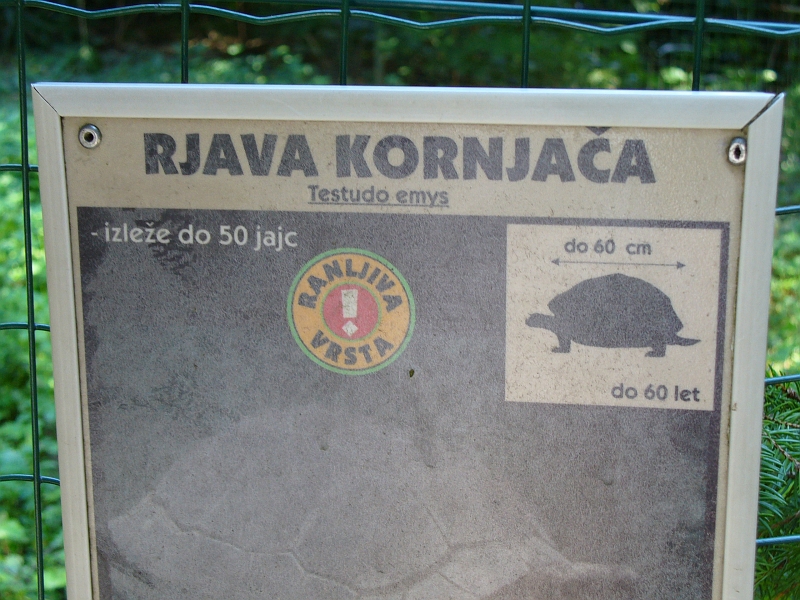 RJAVA KORNJAČA
Testudo emys
- izleže do 50 jajc
RANLJIVA
!
VRSTA
do 60 cm
do 60 let